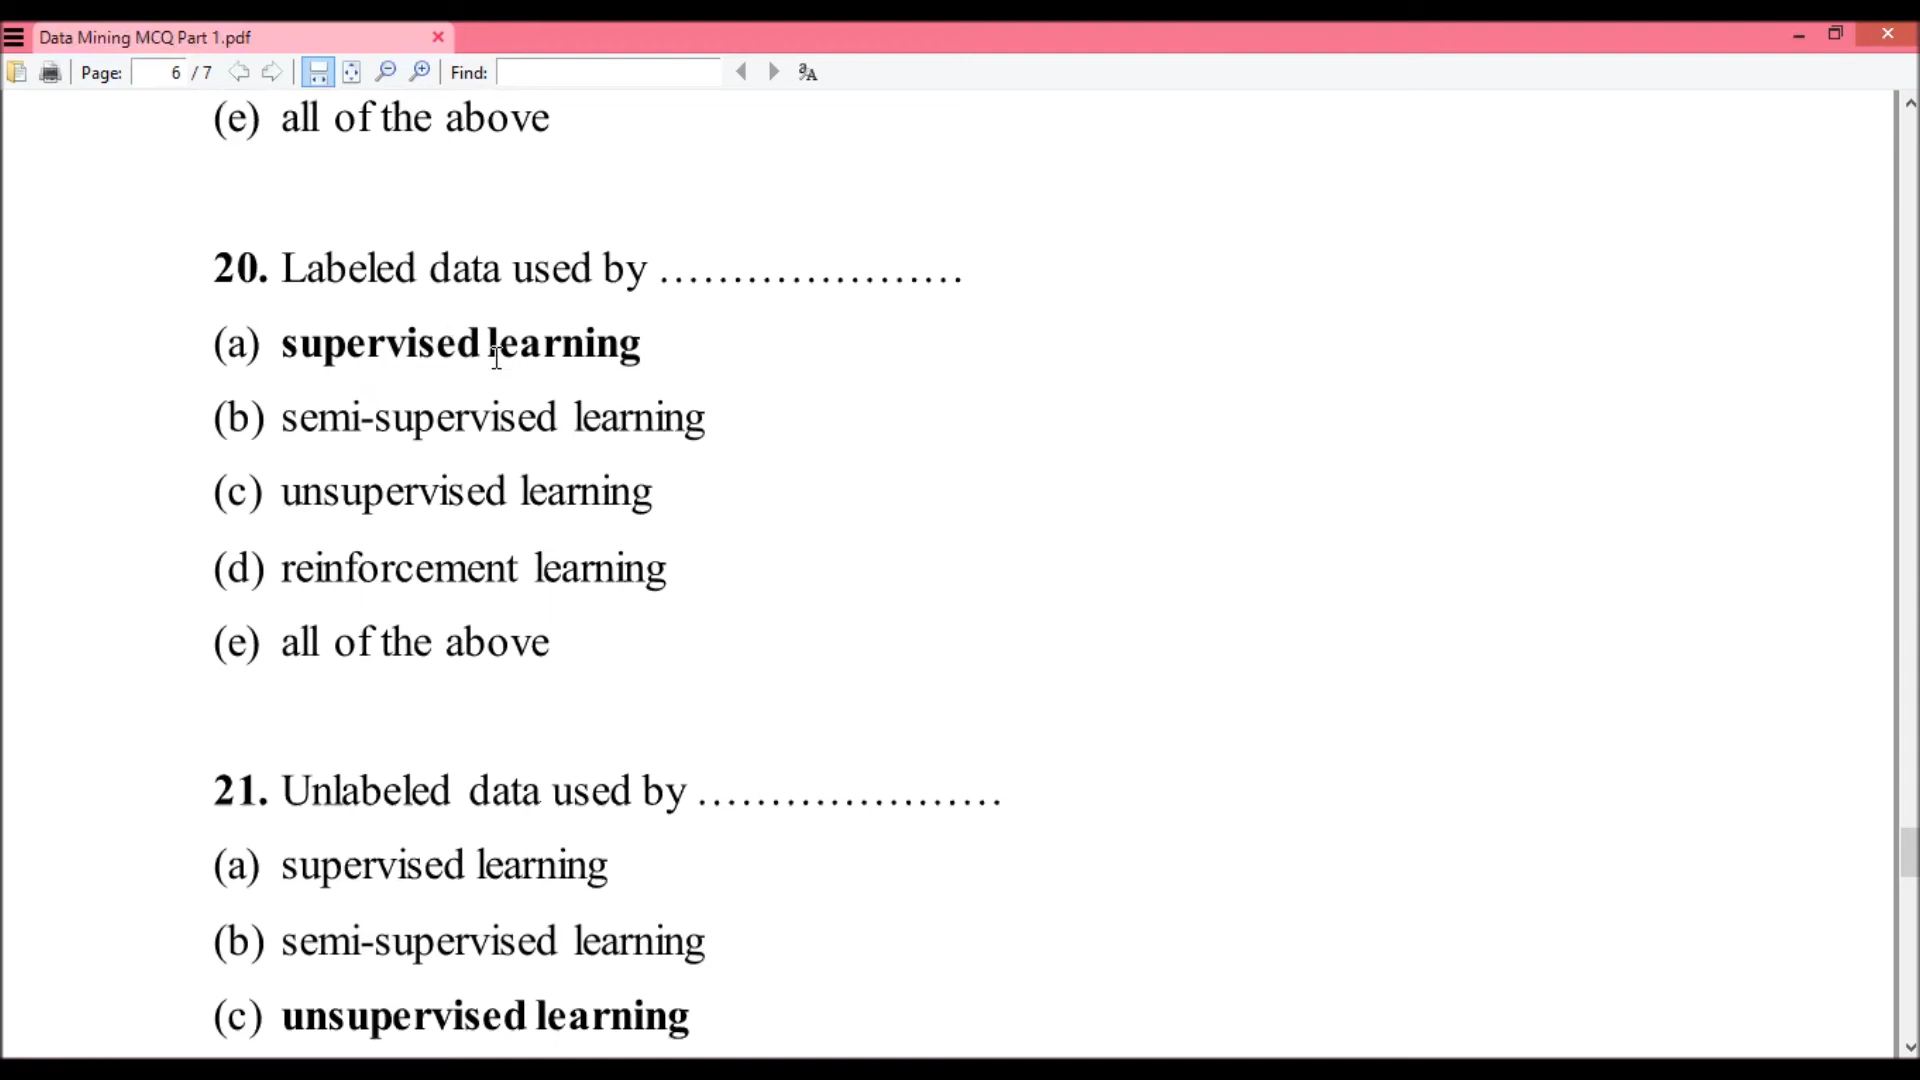 Data Mining MCQ Part 1.pdf
Page: 6 / 7 Find:
(e) all of the above
20. Labeled data used by .....................
(a) supervised learning
(b) semi-supervised learning
(c) unsupervised learning
(d) reinforcement learning
(e) all of the above
21. Unlabeled data used by .....................
(a) supervised learning
(b) semi-supervised learning
(c) unsupervised learning